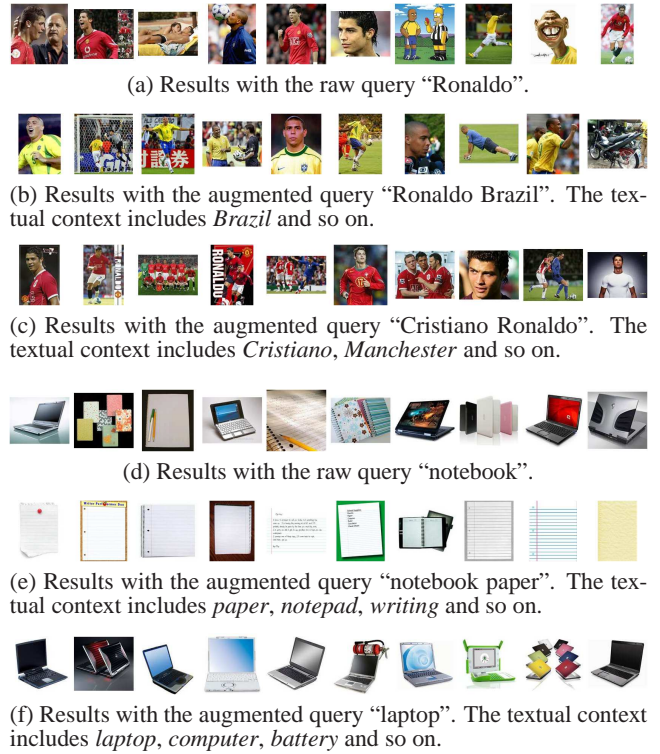 (a) Results with the raw query “Ronaldo”.
(b) Results with the augmented query “Ronaldo Brazil”. The tex-
tual context includes Brazil and so on.
RONALDO
RONALDO
(c) Results with the augmented query “Cristiano Ronaldo”. The
textual context includes Cristiano, Manchester and so on.
(d) Results with the raw query “notebook”.
(e) Results with the augmented query “notebook paper”. The tex-
tual context includes paper, notepad, writing and so on.
(f) Results with the augmented query “laptop”. The textual context
includes laptop, computer, battery and so on.